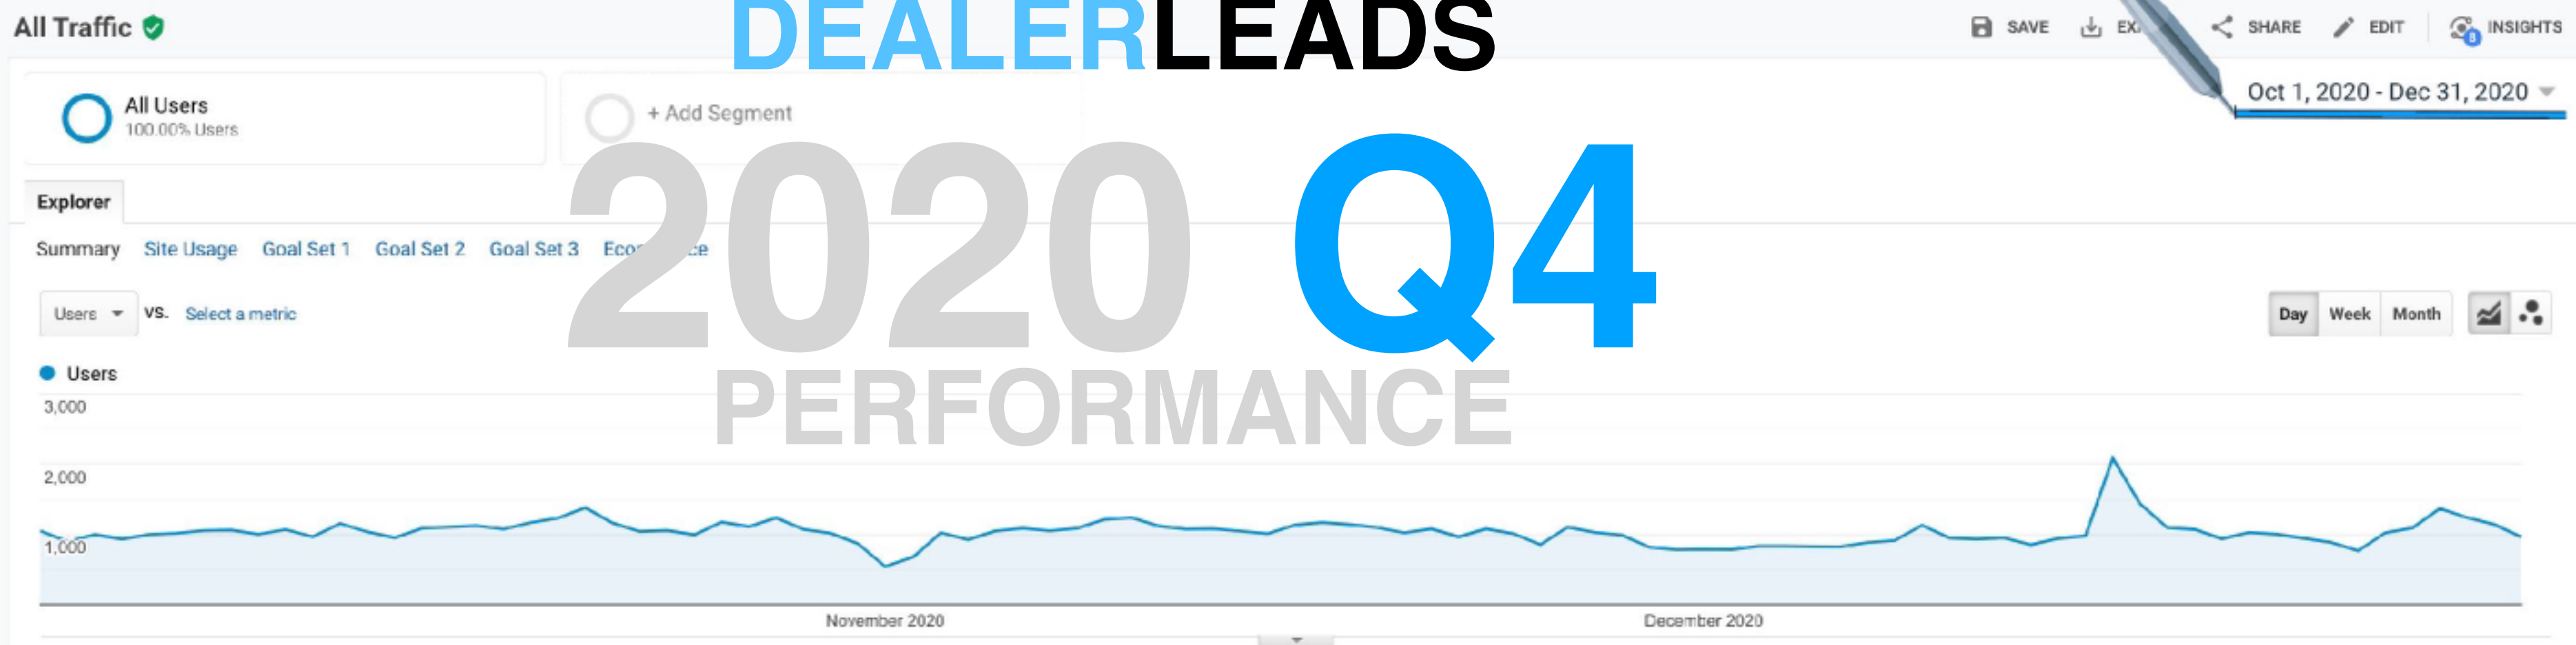 DEALERLEADS
All Traffic
SAVE
SHARE
EDIT
INSIGHTS
8
All Users
100.00% Users
+ Add Segment
Oct 1, 2020 - Dec 31, 2020
2020 Q4
Explorer
Summary Site Usage Goal Set 1 Goal Set 2 Goal Set 3
Users VS. Select a metric
Day Week Month
PERFORMANCE
Users
3,000
2,000
1,000
November 2020 December 2020